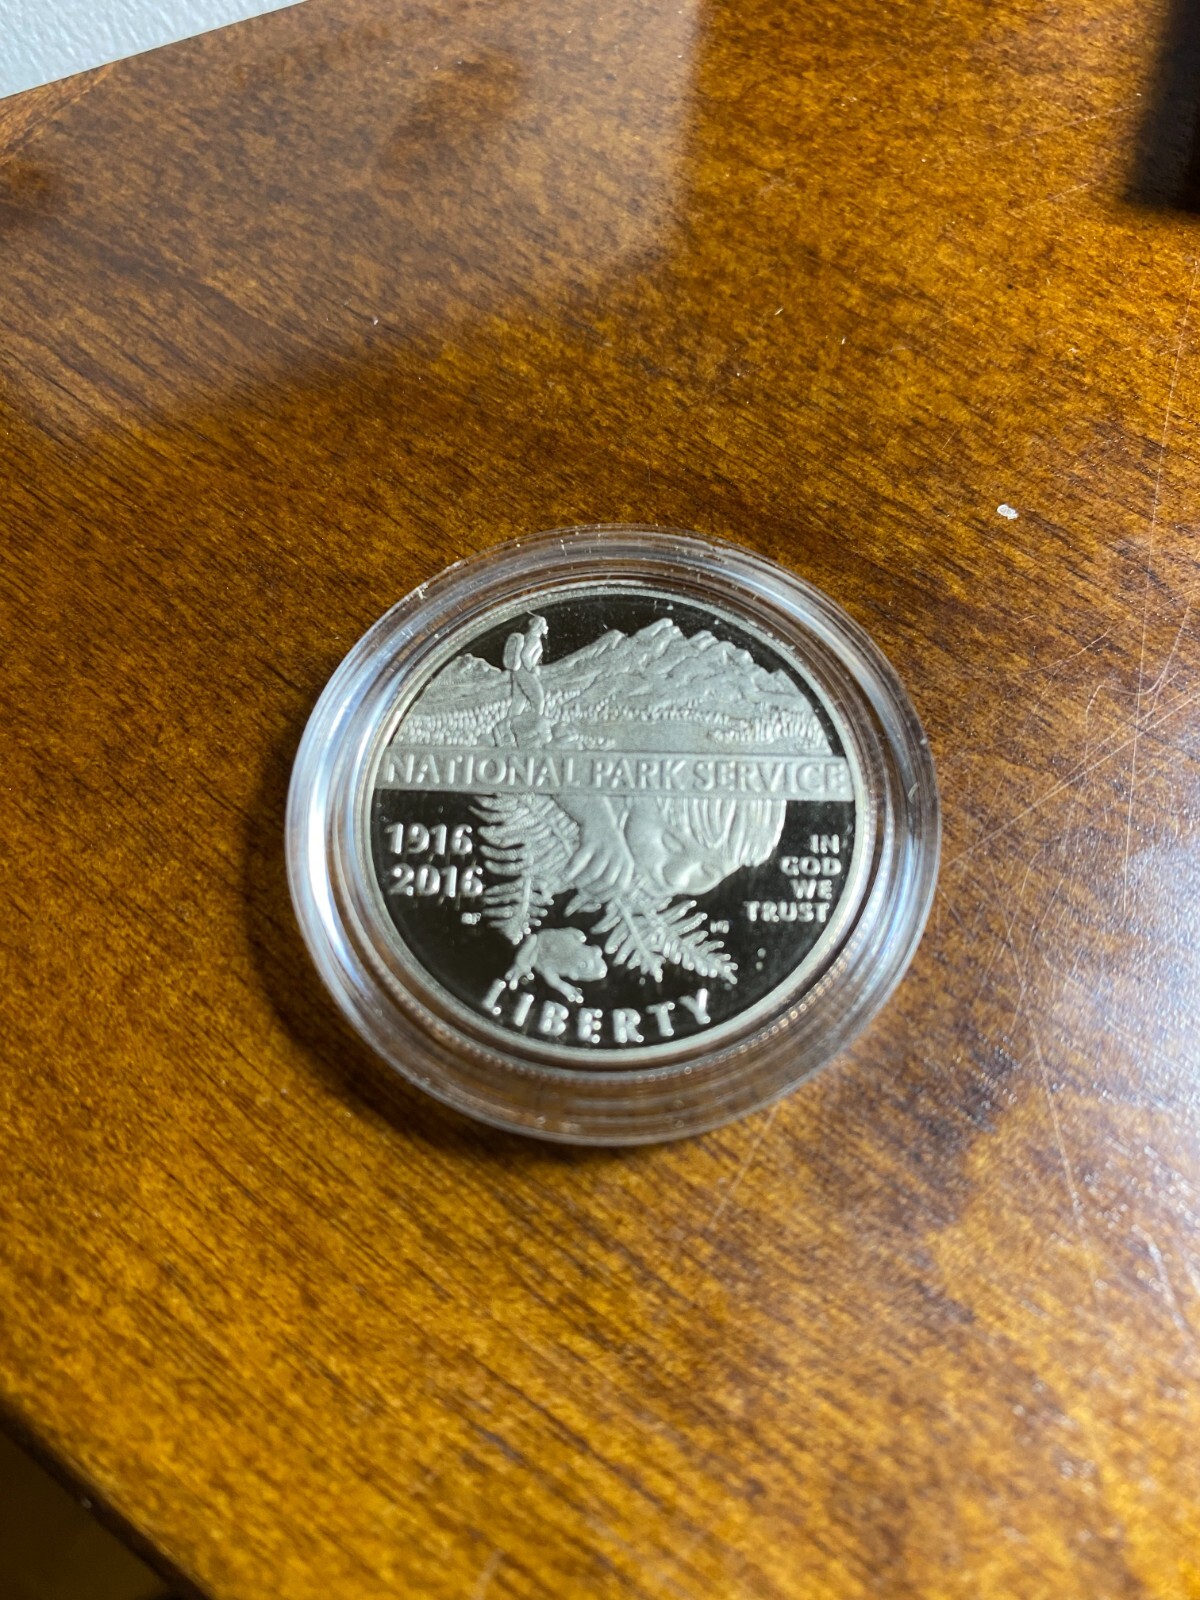 NATIONAL PARK SERVICE
1916
2016
IN
GOD
WE
TRUST
LIBERTY